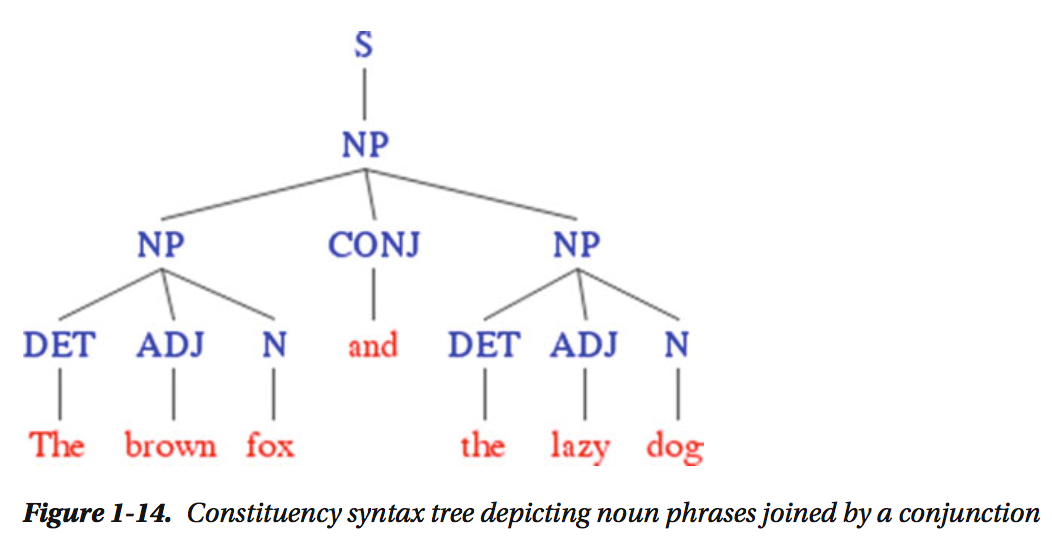 S
NP
NP CONJ NP
DET ADJ N and DET ADJ N
The brown fox the lazy dog
Figure 1-14. Constituency syntax tree depicting noun phrases joined by a conjunction